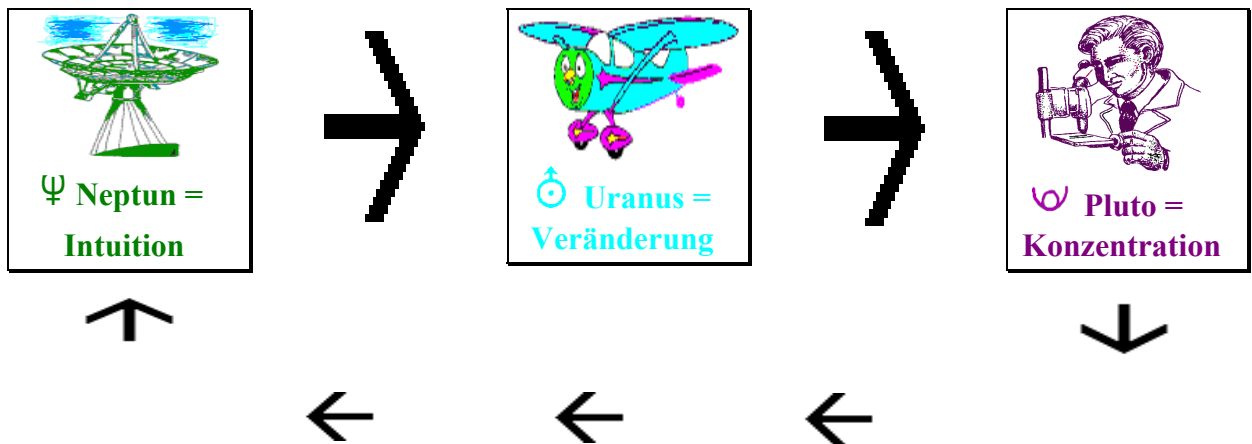 ♆ Neptun =
Intuition
⛢ Uranus =
Veränderung
Pluto =
Konzentration